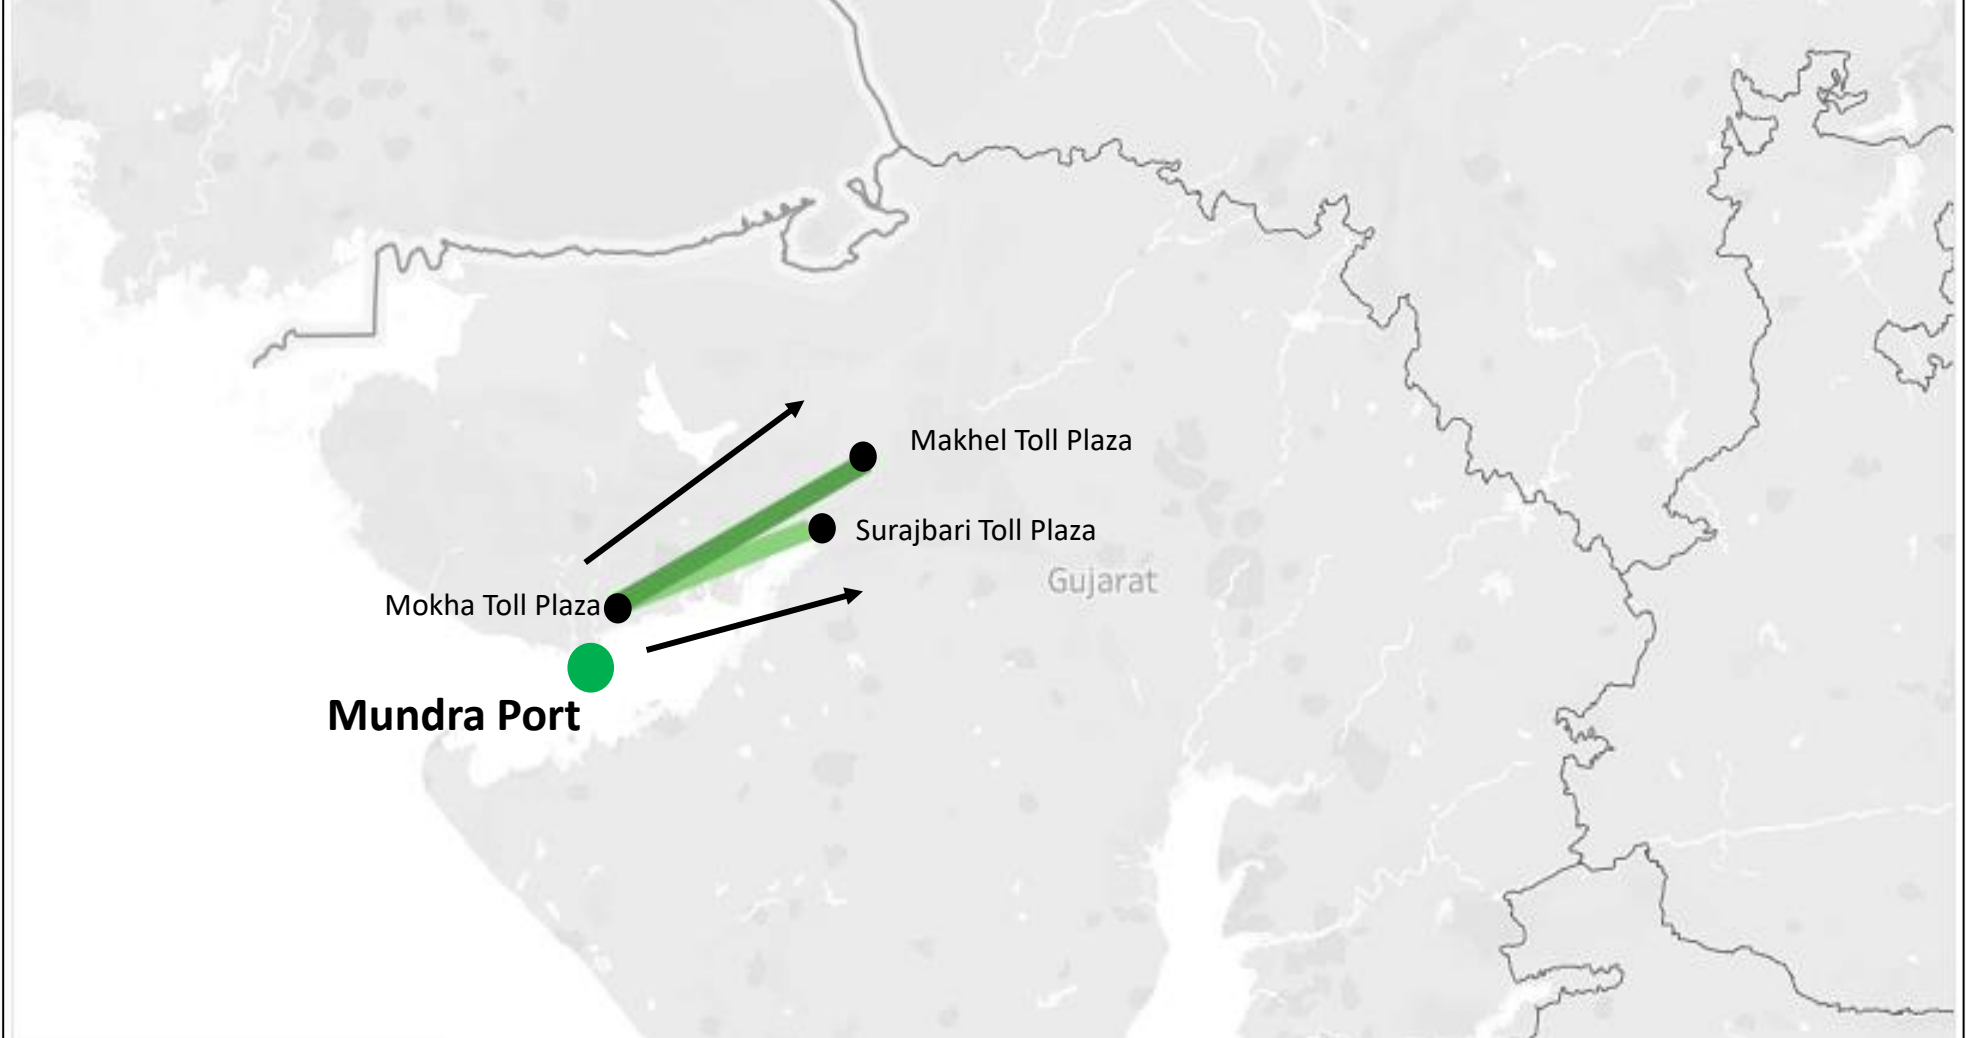 Makhel Toll Plaza
Surajbari Toll Plaza
Gujarat
Mokha Toll Plaza
Mundra Port